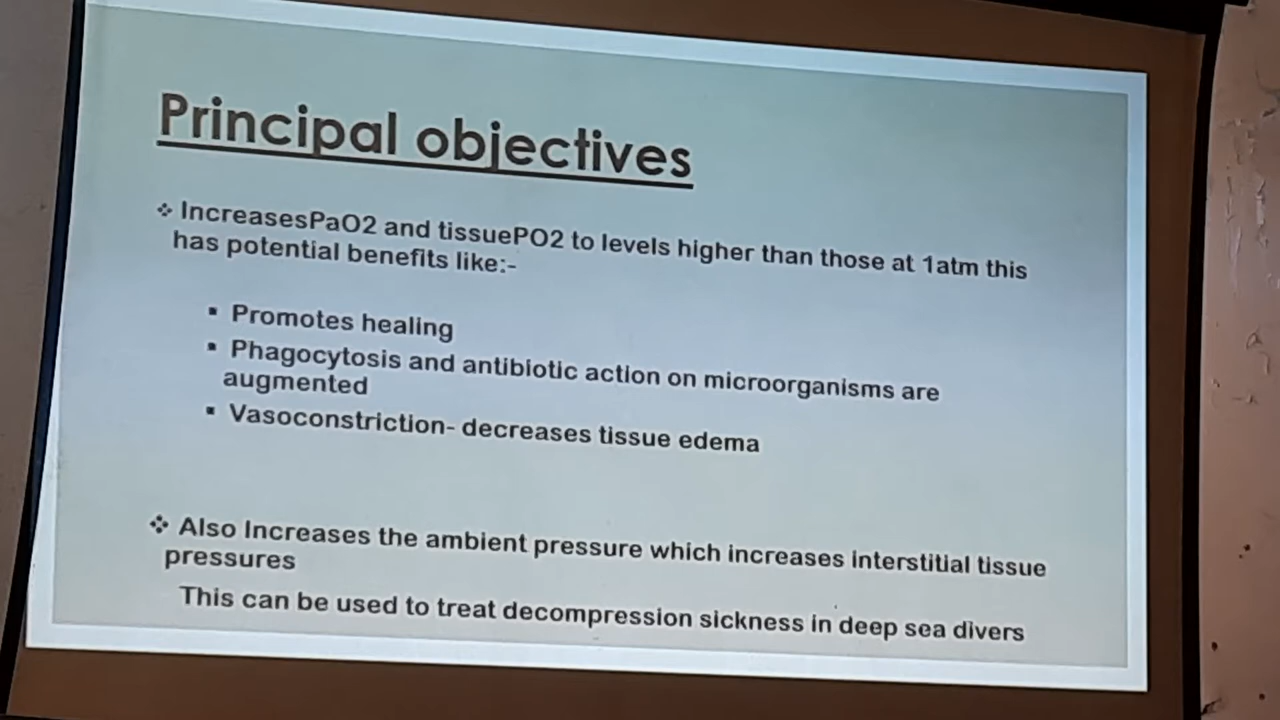 Principal objectives
❖ IncreasesPaO2 and tissuePO2 to levels higher than those at 1atm this
has potential benefits like:-
▪ Promotes healing
▪ Phagocytosis and antibiotic action on microorganisms are
augmented
▪ Vasoconstriction- decreases tissue edema
❖ Also Increases the ambient pressure which increases interstitial tissue
pressures
This can be used to treat decompression sickness in deep sea divers